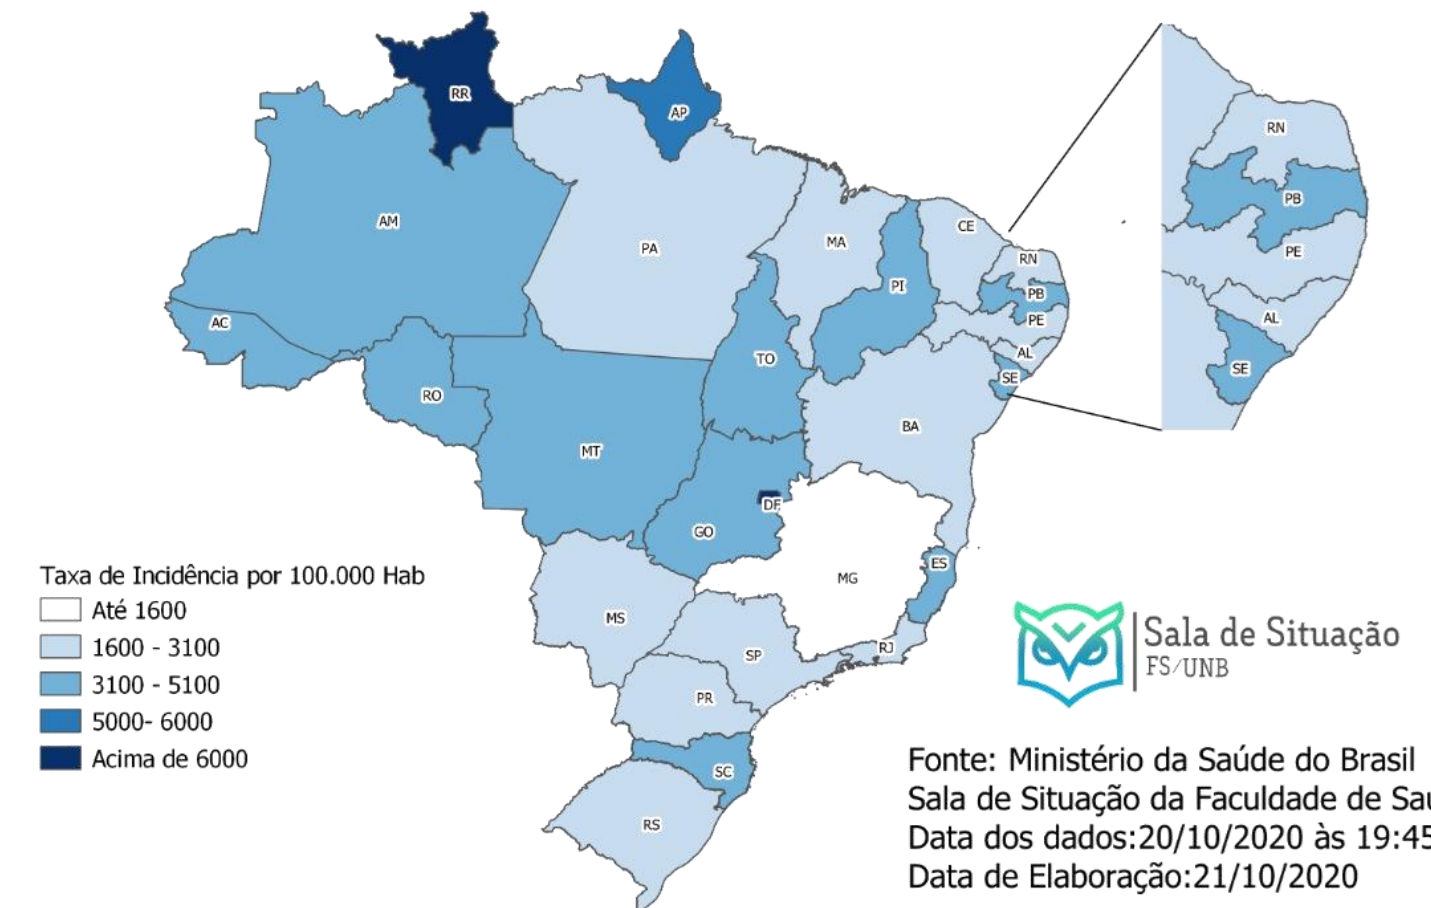 RR
AP
AM
PA
MA
CE
RN
PB
PE
AL
SE
PI
AC
TO
RO
BA
MT
DF
GO
MG
ES
MS
SP
RJ
PR
SC
RS
RN
PB
PE
AL
SE
Taxa de Incidência por 100.000 Hab
Até 1600
1600 - 3100
3100 - 5100
5000- 6000
Acima de 6000
Sala de Situação
FS/UNB
Fonte: Ministério da Saúde do Brasil
Sala de Situação da Faculdade de
Data dos dados:20/10/2020 às 19:45
Data de Elaboração:21/10/2020